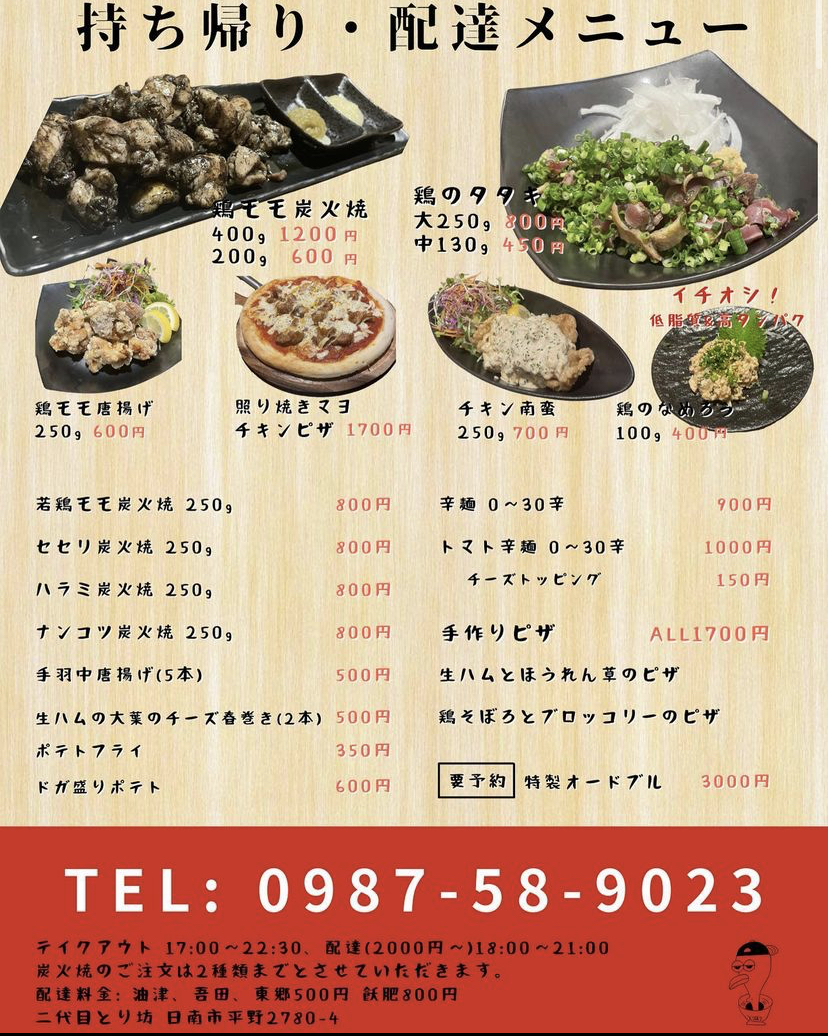 持ち帰り・配達メニュー
鶏モモ炭火焼
400g 1200円
200g 600円
鶏のタタキ
大250g 800円
中130g 450円
イチオシ!
低脂質&高タンパク
鶏モモ唐揚げ
250g 600円
照り焼きマヨ
チキンピザ 1700円
チキン南蛮
250g 700円
鶏のなめろう
100g 400円
若鶏モモ炭火焼 250g 800円
セセリ炭火焼 250g 800円
ハラミ炭火焼 250g 800円
ナンコツ炭火焼 250g 800円
手羽中唐揚げ(5本) 500円
生ハムの大葉のチーズ春巻き(2本) 500円
ポテトフライ 350円
ドガ盛りポテト 600円
辛麺 0~30辛 900円
トマト辛麺 0~30辛 1000円
チーズトッピング 150円
手作りピザ ALL1700円
生ハムとほうれん草のピザ
鶏そぼろとブロッコリーのピザ
要予約 特製オードブル 3000円
TEL: 0987-58-9023
テイクアウト 17:00~22:30、配達(2000円~)18:00~21:00
炭火焼のご注文は2種類までとさせていただきます。
配達料金: 油津、吾田、東郷500円 飫肥800円
二代目とり坊 日南市平野2780-4